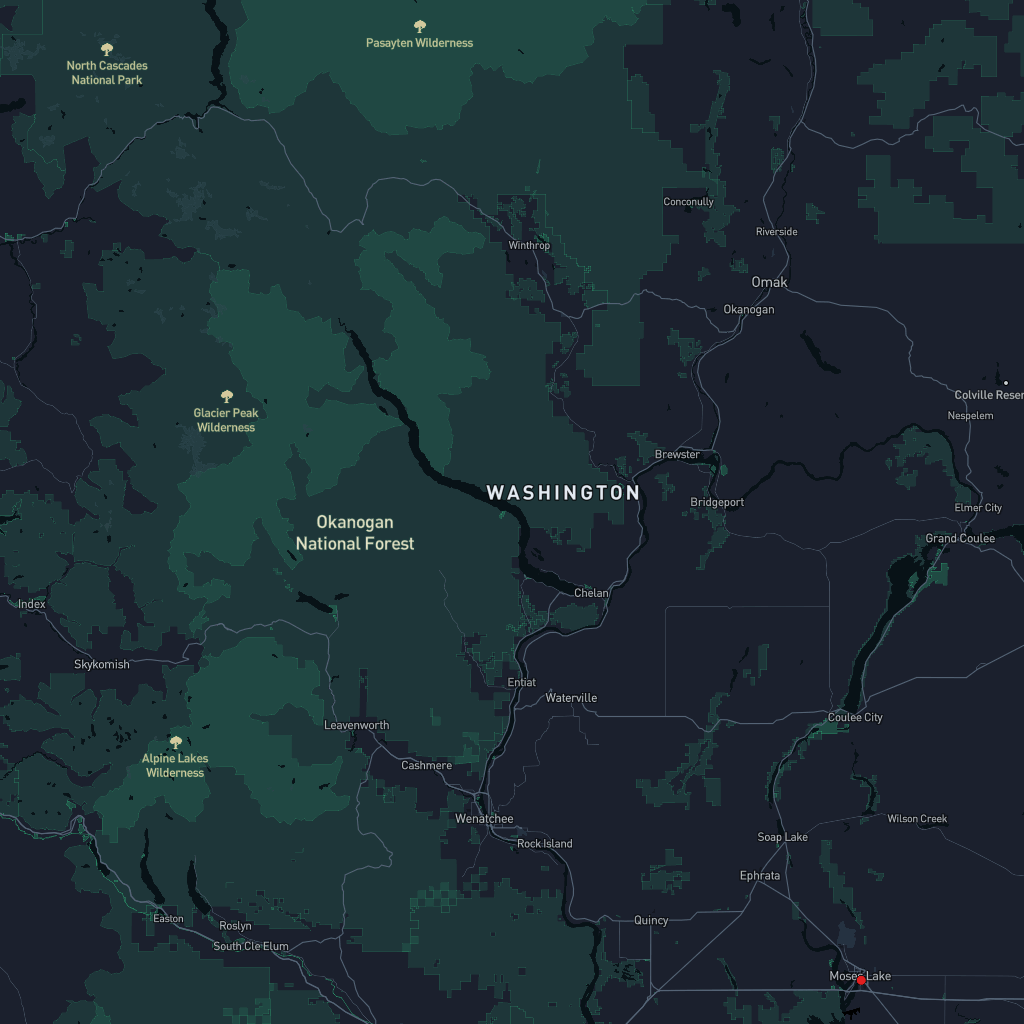 Pasayten Wilderness
North Cascades
National Park
Conconully
Riverside
Winthrop
Omak
Okanogan
Colville Reser
Glacier Peak
Wilderness
Nespelem
Brewster
WASHINGTON
Bridgeport
Elmer City
Okanogan
National Forest
Grand Coulee
Chelan
Index
Skykomish
Entiat
Waterville
Coulee City
Leavenworth
Alpine Lakes
Wilderness
Cashmere
Wenatchee
Wilson Creek
Rock Island
Soap Lake
Ephrata
Easton
Roslyn
Quincy
South Cle Elum
Moses Lake